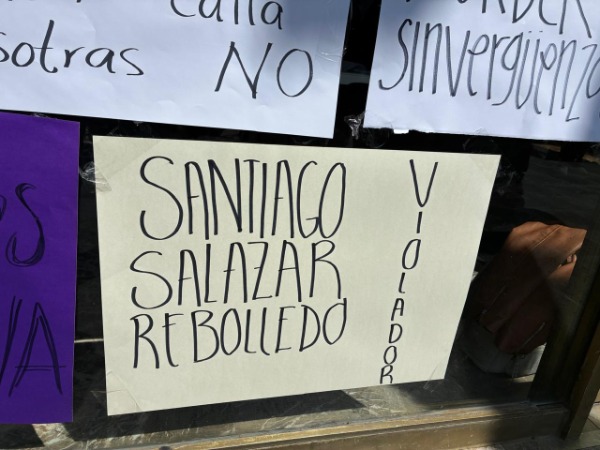 calla
sotras NO
sinvergüenza
SANTIAGO
SALAZAR
REBOLLEDO
VIOLADOR